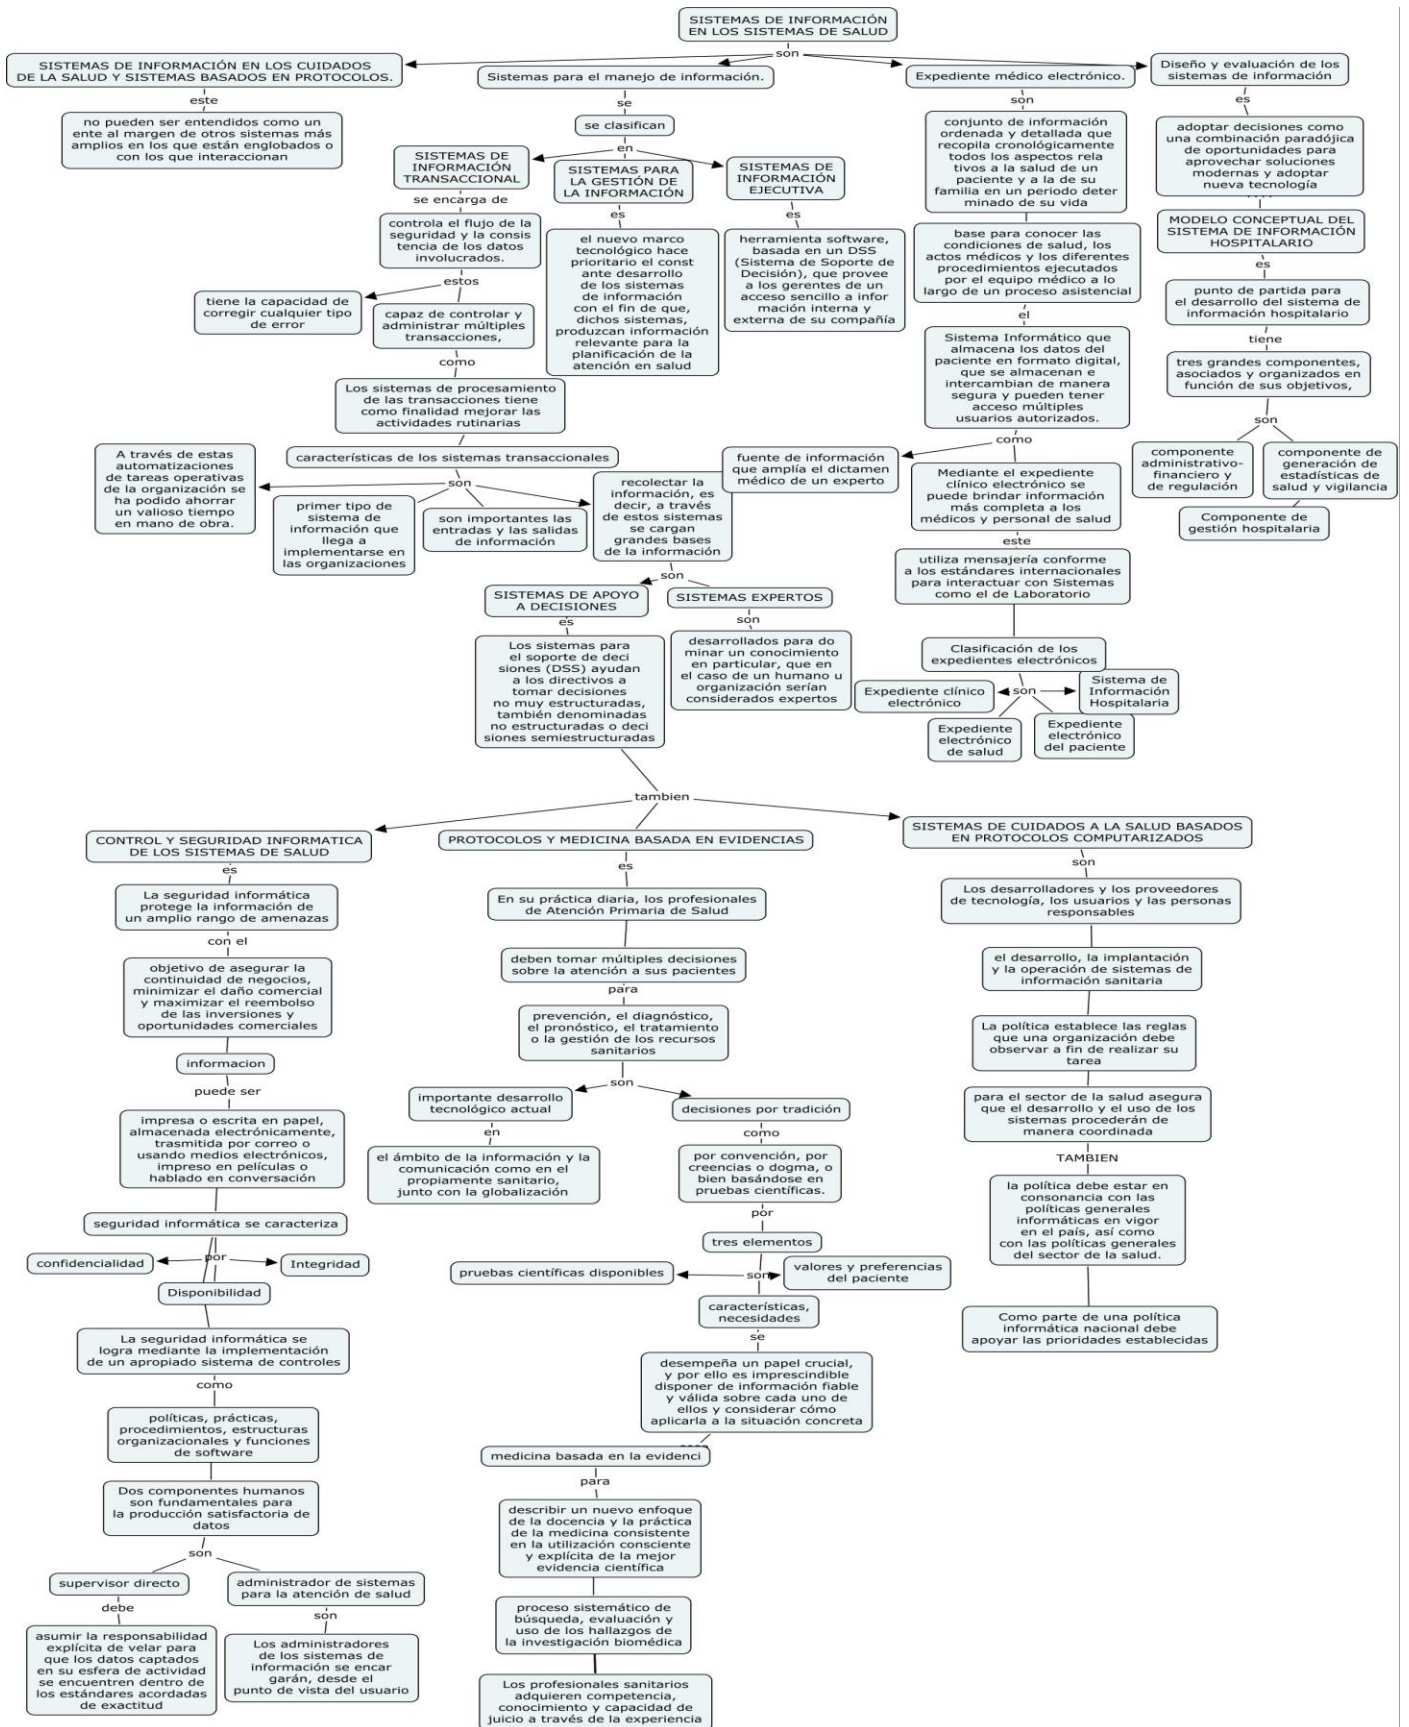 SISTEMAS DE INFORMACIÓN
EN LOS SISTEMAS DE SALUD
son
SISTEMAS DE INFORMACIÓN EN LOS CUIDADOS
DE LA SALUD Y SISTEMAS BASADOS EN PROTOCOLOS.
este
no pueden ser entendidos como un
ente al margen de otros sistemas más
amplios en los que están englobados o
con los que interaccionan
Sistemas para el manejo de información.
se
se clasifican
en
SISTEMAS DE
INFORMACIÓN
TRANSACCIONAL
se encarga de
controla el flujo de la
seguridad y la consis
tencia de los datos
involucrados.
estos
tiene la capacidad de
corregir cualquier tipo
de error
capaz de controlar y
administrar múltiples
transacciones,
como
Los sistemas de procesamiento
de las transacciones tiene
como finalidad mejorar las
actividades rutinarias
características de los sistemas transaccionales
son
A través de estas
automatizaciones
de tareas operativas
de la organización se
ha podido ahorrar
un valioso tiempo
en mano de obra.
primer tipo de
sistema de
información que
llega a
implementarse en
las organizaciones
son importantes las
entradas y las salidas
de información
recolectar la
información, es
decir, a través
de estos sistemas
se cargan
grandes bases
de la información
son
SISTEMAS DE APOYO
A DECISIONES
es
Los sistemas para
el soporte de deci
siones (DSS) ayudan
a los directivos a
tomar decisiones
no muy estructuradas,
también denominadas
no estructuradas o deci
siones semiestructuradas
SISTEMAS EXPERTOS
son
desarrollados para do
minar un conocimiento
en particular, que en
el caso de un humano u
organización serían
considerados expertos
SISTEMAS PARA
LA GESTIÓN DE
LA INFORMACIÓN
es
el nuevo marco
tecnológico hace
prioritario el const
ante desarrollo
de los sistemas
de información
con el fin de que,
dichos sistemas,
produzcan información
relevante para la
planificación de la
atención en salud
SISTEMAS DE
INFORMACIÓN
EJECUTIVA
es
herramienta software,
basada en un DSS
(Sistema de Soporte de
Decisión), que provee
a los gerentes de un
acceso sencillo a infor
mación interna y
externa de su compañía
Expediente médico electrónico.
son
conjunto de información
ordenada y detallada que
recopila cronológicamente
todos los aspectos rela
tivos a la salud de un
paciente y a la de su
familia en un periodo deter
minado de su vida
base para conocer las
condiciones de salud, los
actos médicos y los diferentes
procedimientos ejecutados
por el equipo médico a lo
largo de un proceso asistencial
el
Sistema Informático que
almacena los datos del
paciente en formato digital,
que se almacenan e
intercambian de manera
segura y pueden tener
acceso múltiples
usuarios autorizados.
como
fuente de información
que amplía el dictamen
médico de un experto
Mediante el expediente
clínico electrónico se
puede brindar información
más completa a los
médicos y personal de salud
este
utiliza mensajería conforme
a los estándares internacionales
para interactuar con Sistemas
como el de Laboratorio
Clasificación de los
expedientes electrónicos
son
Expediente clínico
electrónico
Sistema de
Información
Hospitalaria
Expediente
electrónico
de salud
Expediente
electrónico
del paciente
Diseño y evaluación de los
sistemas de información
es
adoptar decisiones como
una combinación paradójica
de oportunidades para
aprovechar soluciones
modernas y adoptar
nueva tecnología
MODELO CONCEPTUAL DEL
SISTEMA DE INFORMACIÓN
HOSPITALARIO
es
punto de partida para
el desarrollo del sistema de
información hospitalario
tiene
tres grandes componentes,
asociados y organizados en
función de sus objetivos,
son
componente
administrativo-
financiero y
de regulación
componente de
generación de
estadísticas de
salud y vigilancia
Componente de
gestión hospitalaria
tambien
CONTROL Y SEGURIDAD INFORMATICA
DE LOS SISTEMAS DE SALUD
es
La seguridad informática
protege la información de
un amplio rango de amenazas
con el
objetivo de asegurar la
continuidad de negocios,
minimizar el daño comercial
y maximizar el reembolso
de las inversiones y
oportunidades comerciales
informacion
puede ser
impresa o escrita en papel,
almacenada electrónicamente,
trasmitida por correo o
usando medios electrónicos,
impreso en películas o
hablado en conversación
seguridad informática se caracteriza
por
confidencialidad
Integridad
Disponibilidad
La seguridad informática se
logra mediante la implementación
de un apropiado sistema de controles
como
políticas, prácticas,
procedimientos, estructuras
organizacionales y funciones
de software
Dos componentes humanos
son fundamentales para
la producción satisfactoria de
datos
son
supervisor directo
debe
asumir la responsabilidad
explícita de velar para
que los datos captados
en su esfera de actividad
se encuentren dentro de
los estándares acordadas
de exactitud
administrador de sistemas
para la atención de salud
son
Los administradores
de los sistemas de
información se encar
garán, desde el
punto de vista del usuario
PROTOCOLOS Y MEDICINA BASADA EN EVIDENCIAS
es
En su práctica diaria, los profesionales
de Atención Primaria de Salud
deben tomar múltiples decisiones
sobre la atención a sus pacientes
para
prevención, el diagnóstico,
el pronóstico, el tratamiento
o la gestión de los recursos
sanitarios
son
importante desarrollo
tecnológico actual
en
el ámbito de la información y la
comunicación como en el
propiamente sanitario,
junto con la globalización
decisiones por tradición
como
por convención, por
creencias o dogma, o
bien basándose en
pruebas científicas.
por
tres elementos
son
pruebas científicas disponibles
valores y preferencias
del paciente
características,
necesidades
se
desempeña un papel crucial,
y por ello es imprescindible
disponer de información fiable
y válida sobre cada uno de
ellos y considerar cómo
aplicarla a la situación concreta
medicina basada en la evidenci
para
describir un nuevo enfoque
de la docencia y la práctica
de la medicina consistente
en la utilización consciente
y explícita de la mejor
evidencia científica
proceso sistemático de
búsqueda, evaluación y
uso de los hallazgos de
la investigación biomédica
Los profesionales sanitarios
adquieren competencia,
conocimiento y capacidad de
juicio a través de la experiencia
SISTEMAS DE CUIDADOS A LA SALUD BASADOS
EN PROTOCOLOS COMPUTARIZADOS
son
Los desarrolladores y los proveedores
de tecnología, los usuarios y las personas
responsables
el desarrollo, la implantación
y la operación de sistemas de
información sanitaria
La política establece las reglas
que una organización debe
observar a fin de realizar su
tarea
para el sector de la salud asegura
que el desarrollo y el uso de los
sistemas procederán de
manera coordinada
TAMBIEN
la política debe estar en
consonancia con las
políticas generales
informáticas en vigor
en el país, así como
con las políticas generales
del sector de la salud.
Como parte de una política
informática nacional debe
apoyar las prioridades establecidas